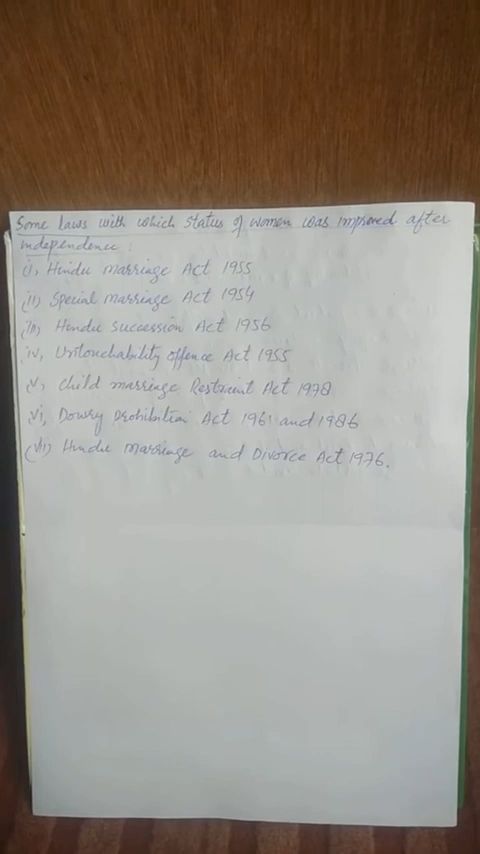 Some laws with which status of women was improved after
independence :
(i) Hindu marriage Act 1955
(ii) Special marriage Act 1954
(iii) Hindu succession Act 1956
(iv) Untouchability offence Act 1955
(v) Child marriage Restraint Act 1978
(vi) Dowry Prohibition Act 1961 and 1986
(vii) Hindu Marriage and Divorce Act 1976.